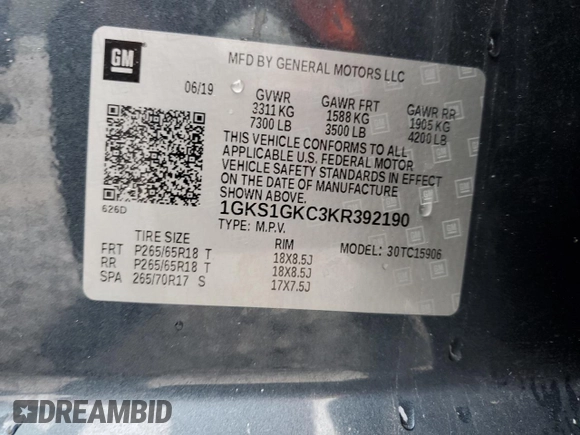 GM
MFD BY GENERAL MOTORS LLC
06/19
GVWR GAWR FRT GAWR RR
3311 KG 1588 KG 1905 KG
7300 LB 3500 LB 4200 LB
THIS VEHICLE CONFORMS TO ALL
APPLICABLE U.S. FEDERAL MOTOR
VEHICLE SAFETY STANDARDS IN EFFECT
ON THE DATE OF MANUFACTURE
SHOWN ABOVE.
1GKS1GKC3KR392190
626D
TYPE: M.P.V. MODEL: 30TC15906
TIRE SIZE RIM
FRT P265/65R18 T 18X8.5J
RR P265/65R18 T 18X8.5J
SPA 265/70R17 S 17X7.5J
DREAMBID